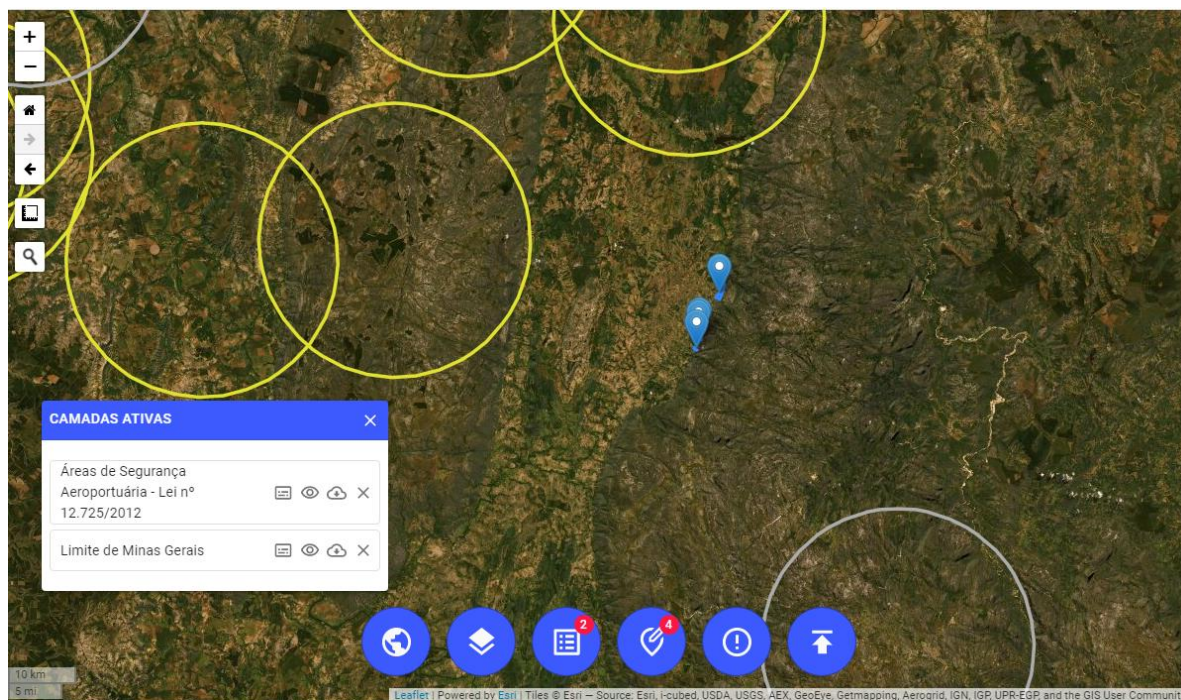 +
−
CAMADAS ATIVAS
Áreas de Segurança
Aeroportuária - Lei nº
12.725/2012
Limite de Minas Gerais
2
4
10 km
5 mi
Leaflet | Powered by Esri | Tiles © Esri — Source: Esri, i-cubed, USDA, USGS, AEX, GeoEye, Getmapping, Aerogrid, IGN, IGP, UPR-EGP, and the GIS User Communit